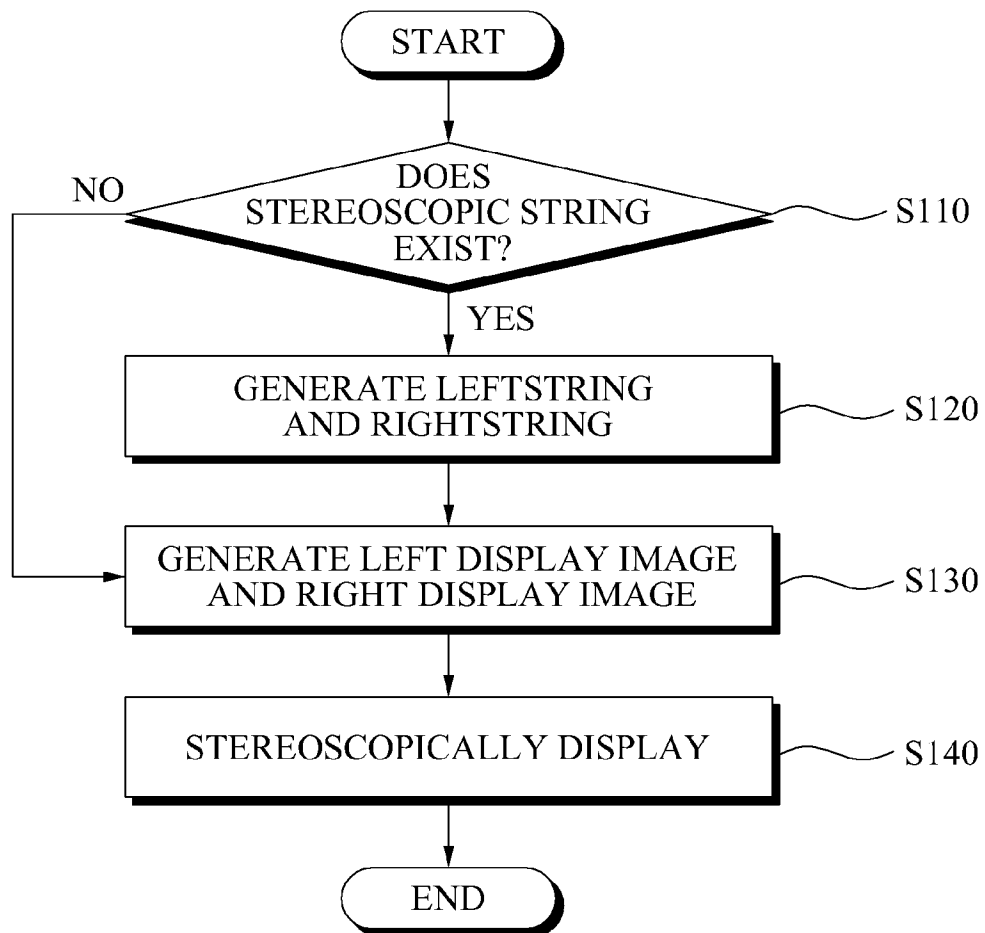 START
NO
DOES
STEREOSCOPIC STRING
EXIST?
S110
YES
GENERATE LEFTSTRING
AND RIGHTSTRING
S120
GENERATE LEFT DISPLAY IMAGE
AND RIGHT DISPLAY IMAGE
S130
STEREOSCOPICALLY DISPLAY
S140
END